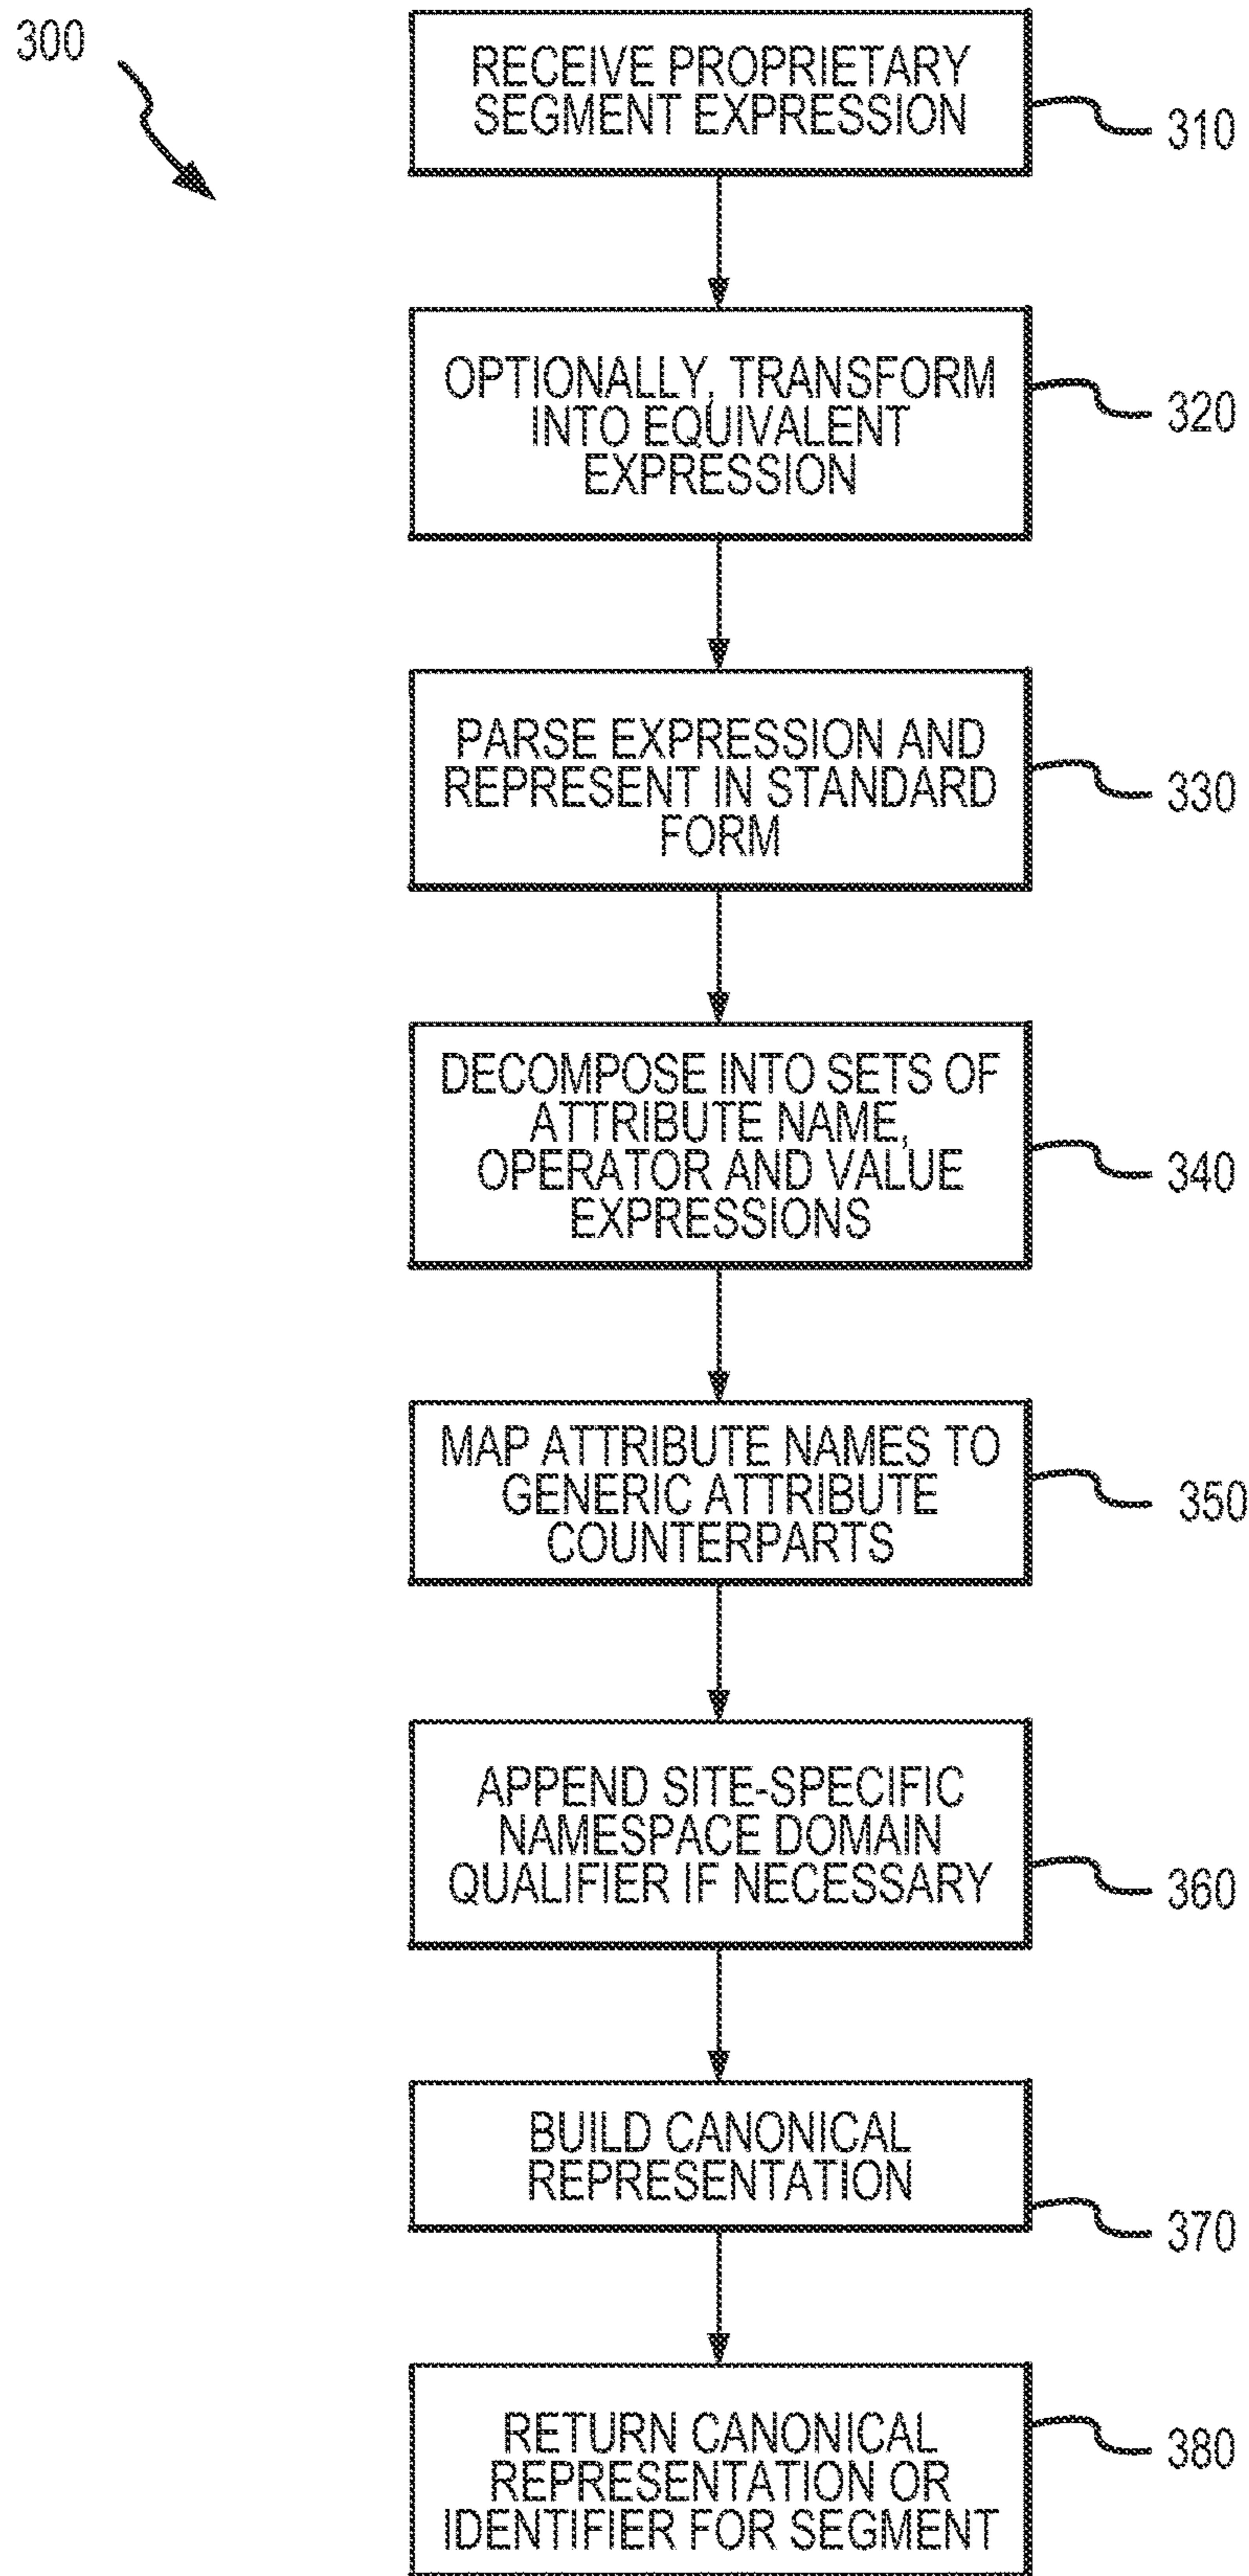 300
RECEIVE PROPRIETARY
SEGMENT EXPRESSION
310
OPTIONALLY, TRANSFORM
INTO EQUIVALENT
EXPRESSION
320
PARSE EXPRESSION AND
REPRESENT IN STANDARD
FORM
330
DECOMPOSE INTO SETS OF
ATTRIBUTE NAME,
OPERATOR AND VALUE
EXPRESSIONS
340
MAP ATTRIBUTE NAMES TO
GENERIC ATTRIBUTE
COUNTERPARTS
350
APPEND SITE-SPECIFIC
NAMESPACE DOMAIN
QUALIFIER IF NECESSARY
360
BUILD CANONICAL
REPRESENTATION
370
RETURN CANONICAL
REPRESENTATION OR
IDENTIFIER FOR SEGMENT
380